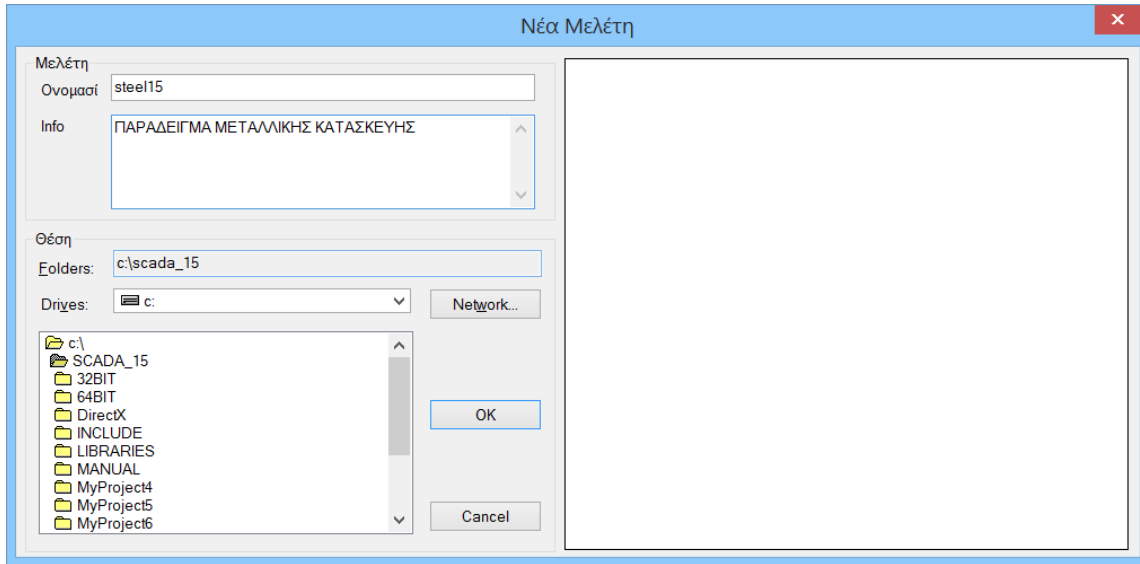 Νέα Μελέτη
x
Μελέτη
Ονομασί steel15
Info ΠΑΡΑΔΕΙΓΜΑ ΜΕΤΑΛΛΙΚΗΣ ΚΑΤΑΣΚΕΥΗΣ
Θέση
Folders: c:\scada_15
Drives: c: Network...
c:\
SCADA_15
32BIT
64BIT
DirectX
INCLUDE
LIBRARIES
MANUAL
MyProject4
MyProject5
MyProject6
OK
Cancel